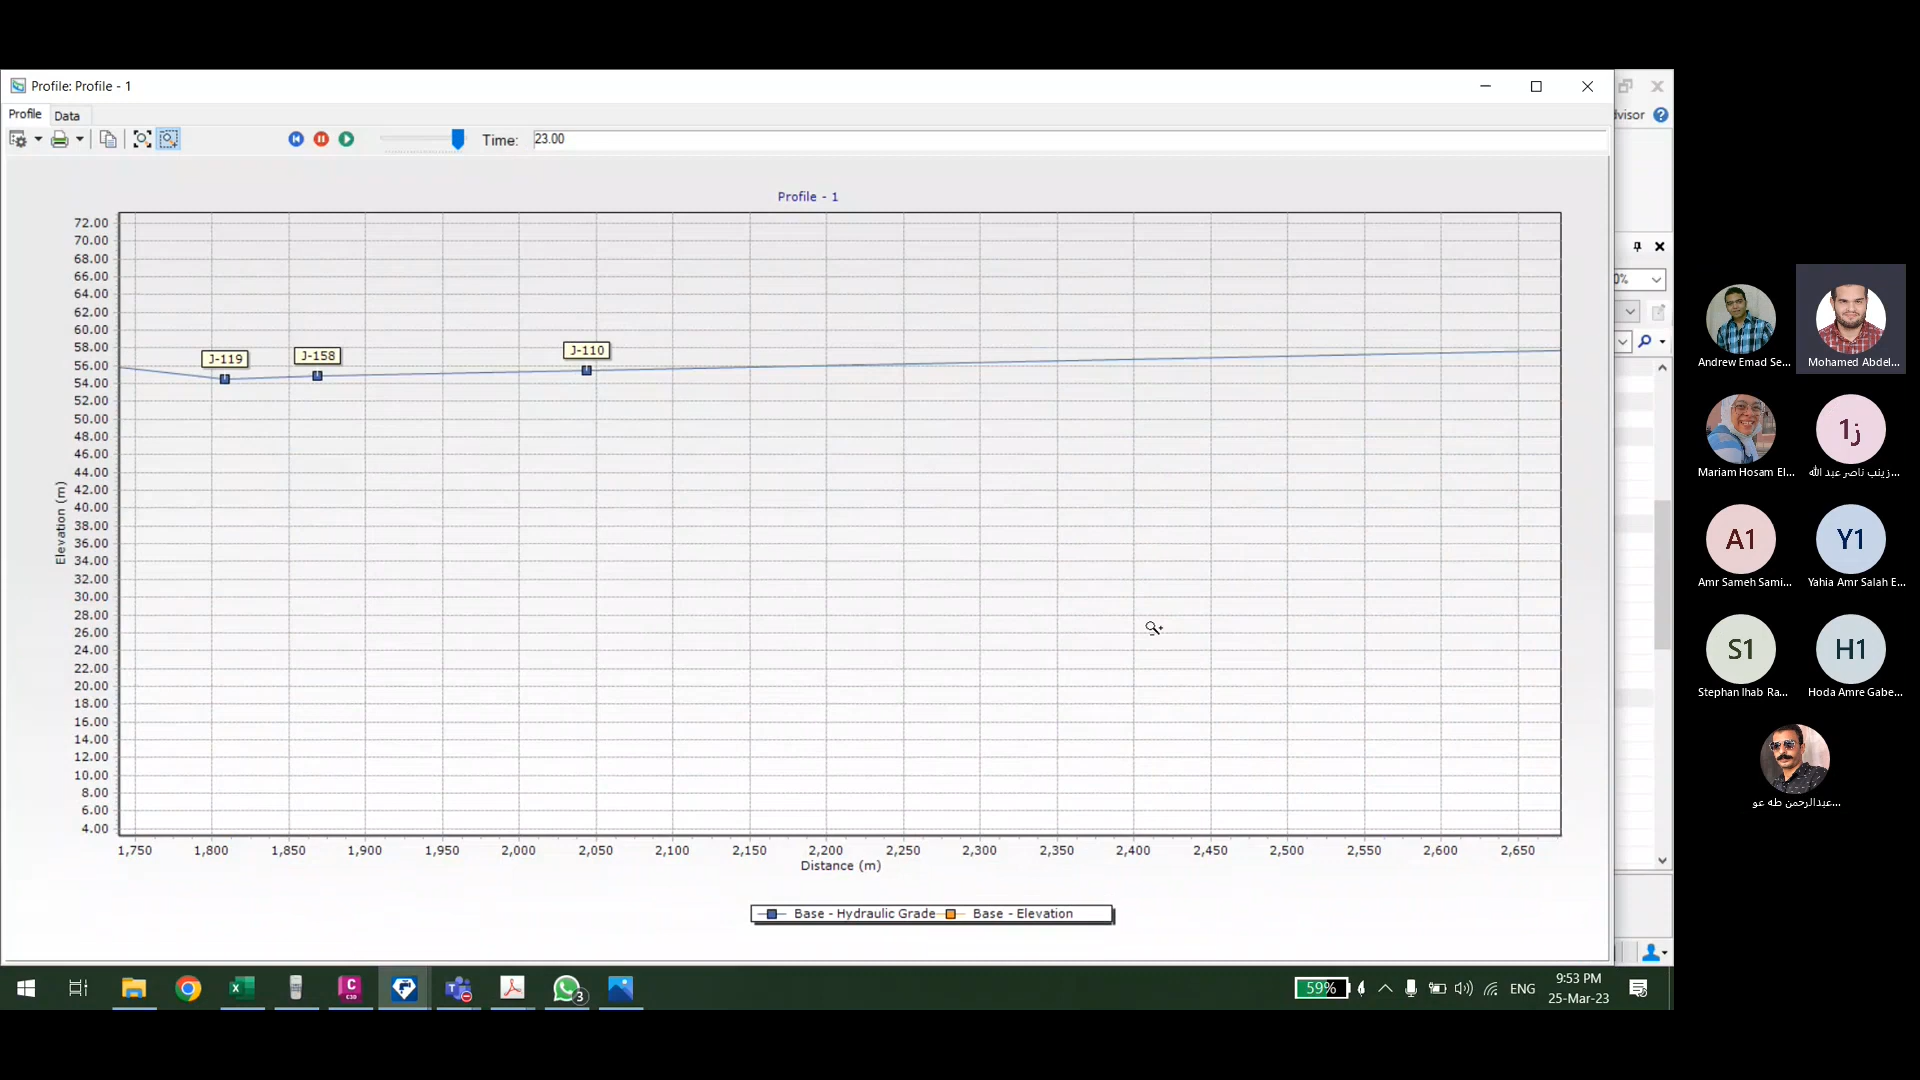 Profile: Profile - 1
Profile Data
Time: 23.00
dvisor
0%
Profile - 1
72.00
70.00
68.00
66.00
64.00
62.00
60.00
58.00
56.00
54.00
52.00
50.00
48.00
46.00
44.00
42.00
40.00
38.00
36.00
34.00
32.00
30.00
28.00
26.00
24.00
22.00
20.00
18.00
16.00
14.00
12.00
10.00
8.00
6.00
4.00
Elevation (m)
J-119
J-158
J-110
1,750 1,800 1,850 1,900 1,950 2,000 2,050 2,100 2,150 2,200 2,250 2,300 2,350 2,400 2,450 2,500 2,550 2,600 2,650
Distance (m)
Base - Hydraulic Grade Base - Elevation
Andrew Emad Se...
Mohamed Abdel...
Mariam Hosam El...
1ز
زينب ناصر عبد الله...
A1
Amr Sameh Sami...
Y1
Yahia Amr Salah E...
S1
Stephan Ihab Ra...
H1
Hoda Amre Gabe...
عبدالرحمن طه عو...
C
C3D
3
59%
ENG
9:53 PM
25-Mar-23